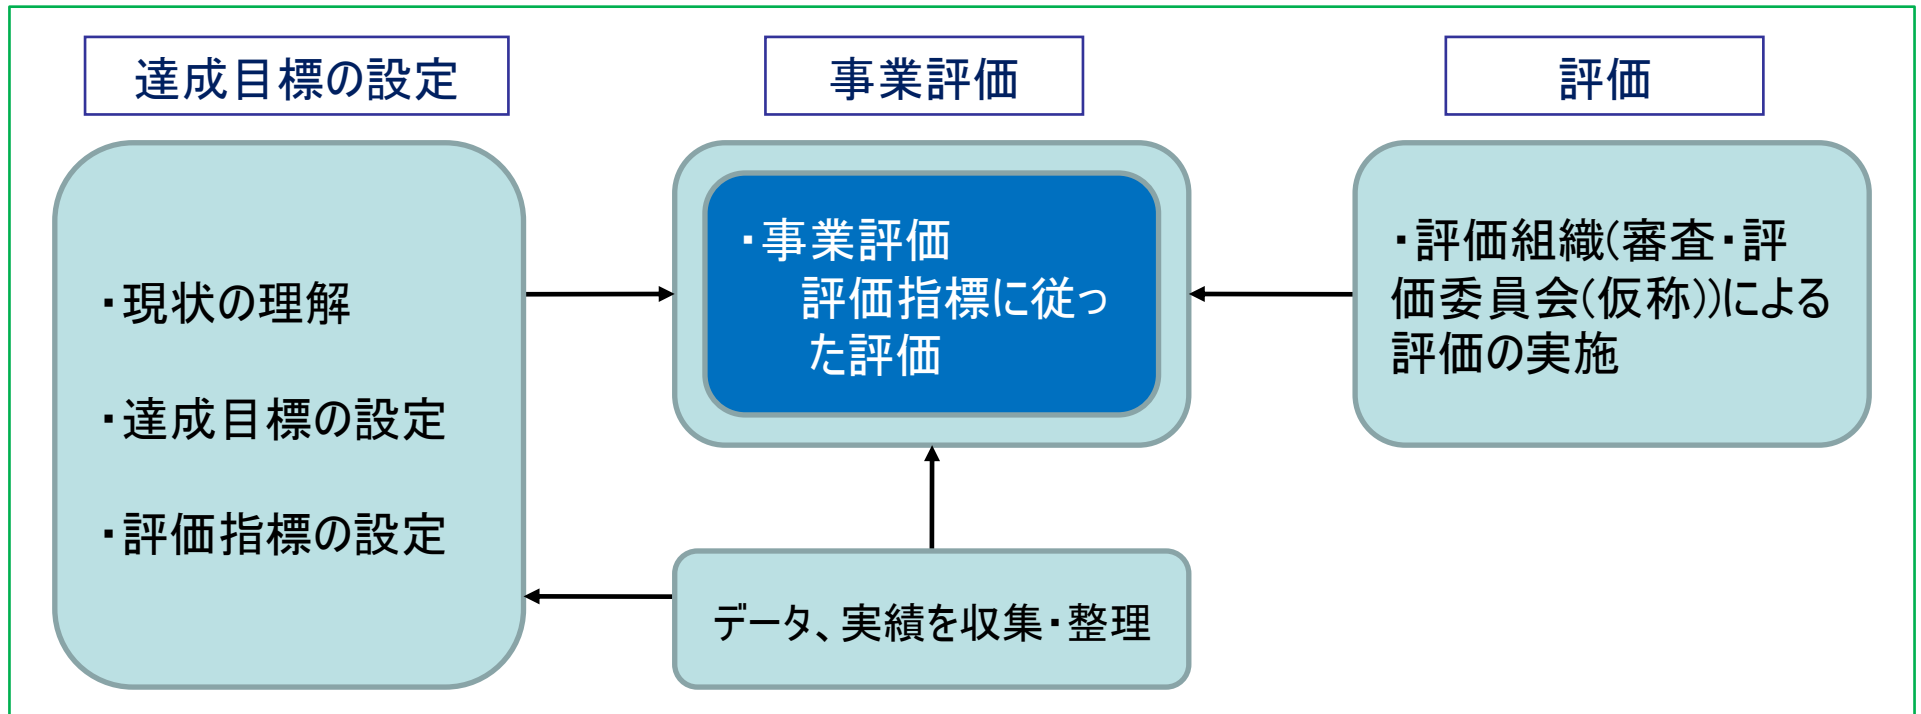 達成目標の設定
事業評価
評価
・現状の理解
・達成目標の設定
・評価指標の設定
・事業評価
評価指標に従っ
た評価
・評価組織(審査・評
価委員会(仮称))による
評価の実施
データ、実績を収集・整理